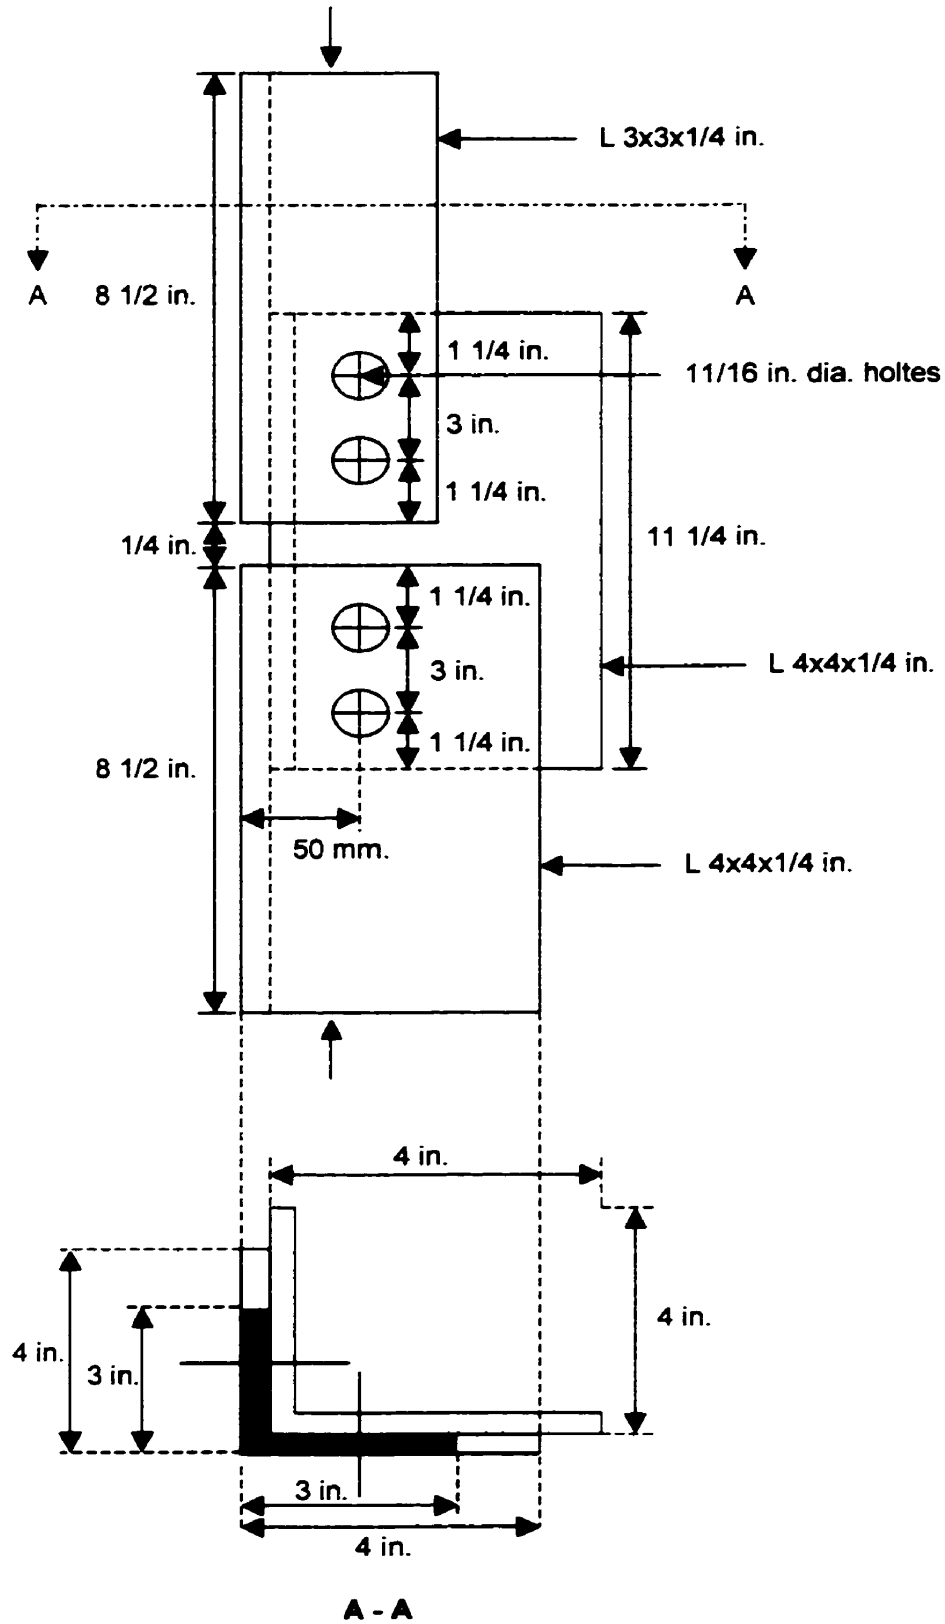 L 3x3x1/4 in.
A
8 1/2 in.
A
1 1/4 in.
11/16 in. dia. holtes
3 in.
1 1/4 in.
1/4 in.
11 1/4 in.
1 1/4 in.
3 in.
L 4x4x1/4 in.
1 1/4 in.
8 1/2 in.
50 mm.
L 4x4x1/4 in.
4 in.
4 in.
4 in.
3 in.
3 in.
4 in.
A - A